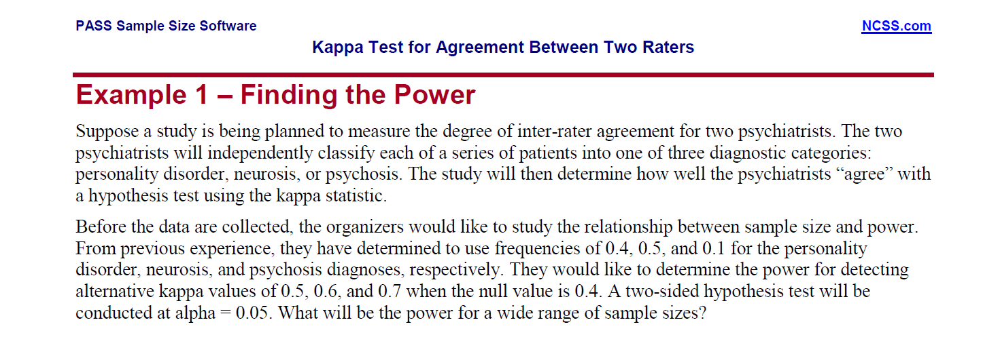 PASS Sample Size Software
NCSS.com
Kappa Test for Agreement Between Two Raters
Example 1 – Finding the Power
Suppose a study is being planned to measure the degree of inter-rater agreement for two psychiatrists. The two
psychiatrists will independently classify each of a series of patients into one of three diagnostic categories:
personality disorder, neurosis, or psychosis. The study will then determine how well the psychiatrists “agree” with
a hypothesis test using the kappa statistic.
Before the data are collected, the organizers would like to study the relationship between sample size and power.
From previous experience, they have determined to use frequencies of 0.4, 0.5, and 0.1 for the personality
disorder, neurosis, and psychosis diagnoses, respectively. They would like to determine the power for detecting
alternative kappa values of 0.5, 0.6, and 0.7 when the null value is 0.4. A two-sided hypothesis test will be
conducted at alpha = 0.05. What will be the power for a wide range of sample sizes?